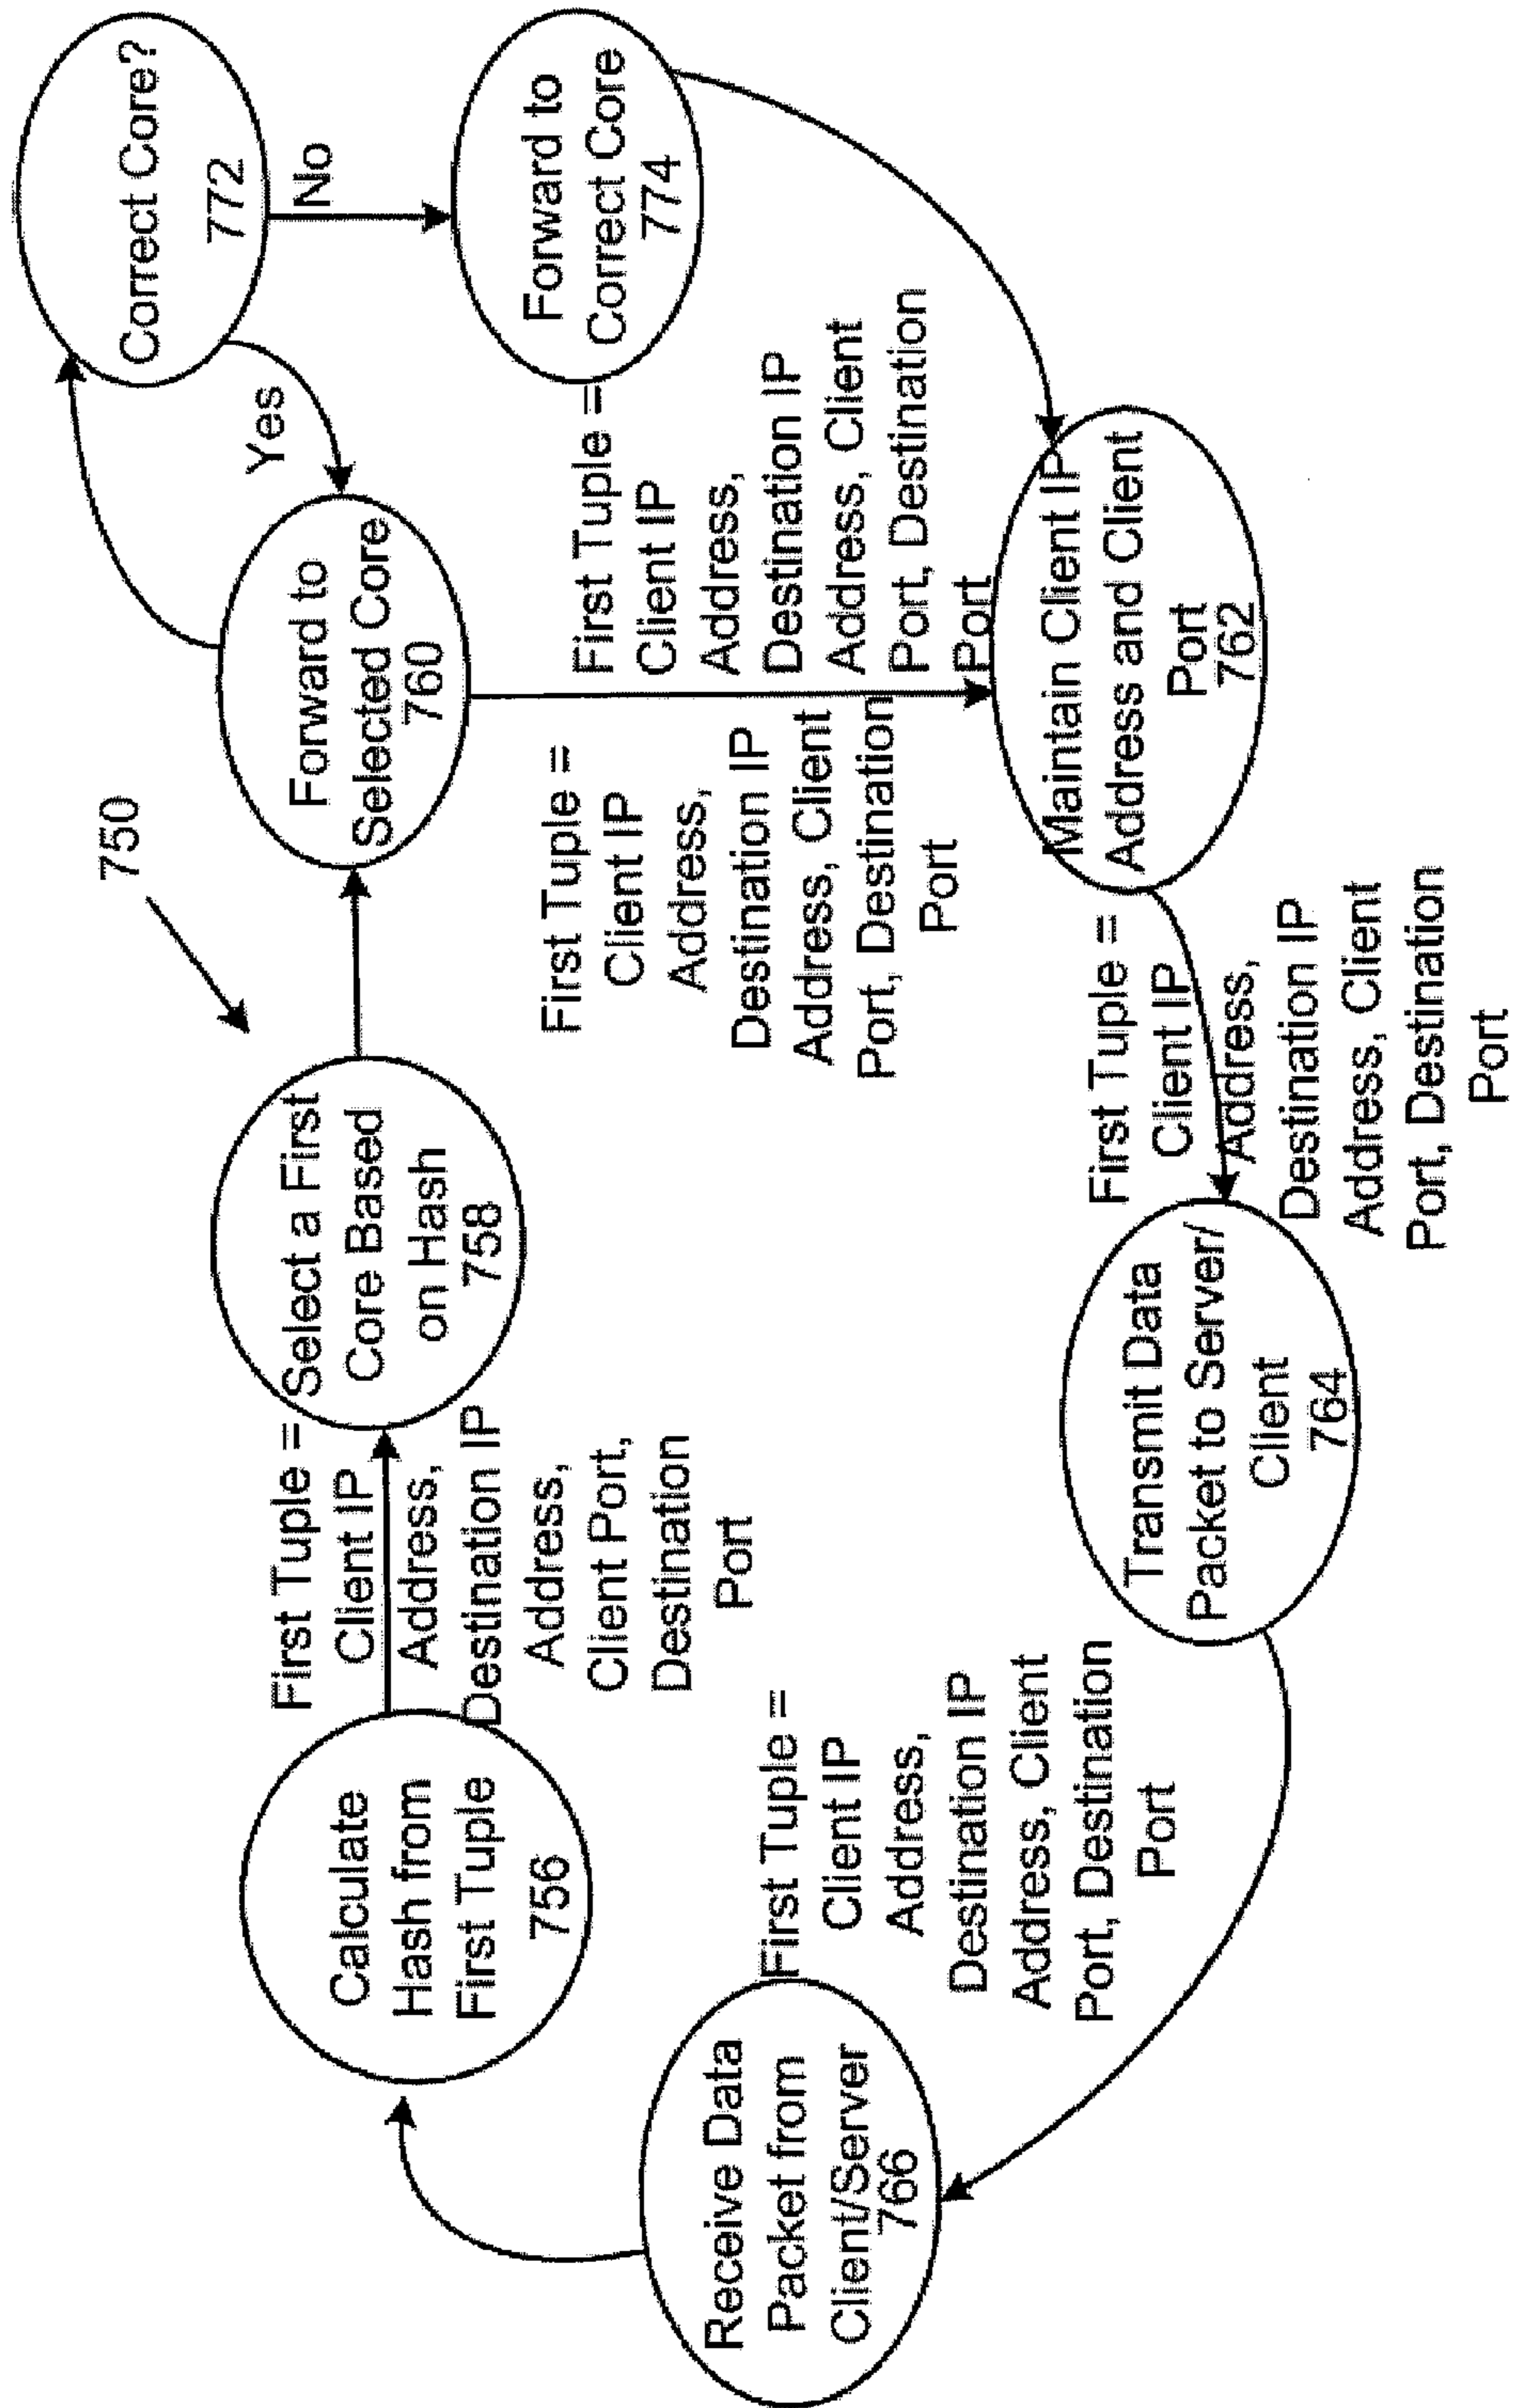 750
Correct Core?
772
Yes
No
Forward to
Selected Core
760
Forward to
Correct Core
774
Select a First
Core Based
on Hash
758
First Tuple =
Client IP
Address,
Destination IP
Address,
Client Port,
Destination
Port
Calculate
Hash from
First Tuple
756
First Tuple =
Client IP
Address,
Destination IP
Address, Client
Port, Destination
Port
First Tuple =
Client IP
Address,
Destination IP
Address, Client
Port, Destination
Port
Maintain Client IP
Address and Client
Port
762
First Tuple =
Client IP
Address,
Destination IP
Address, Client
Port, Destination
Port
Transmit Data
Packet to Server/
Client
764
First Tuple =
Client IP
Address,
Destination IP
Address, Client
Port, Destination
Port
Receive Data
Packet from
Client/Server
766